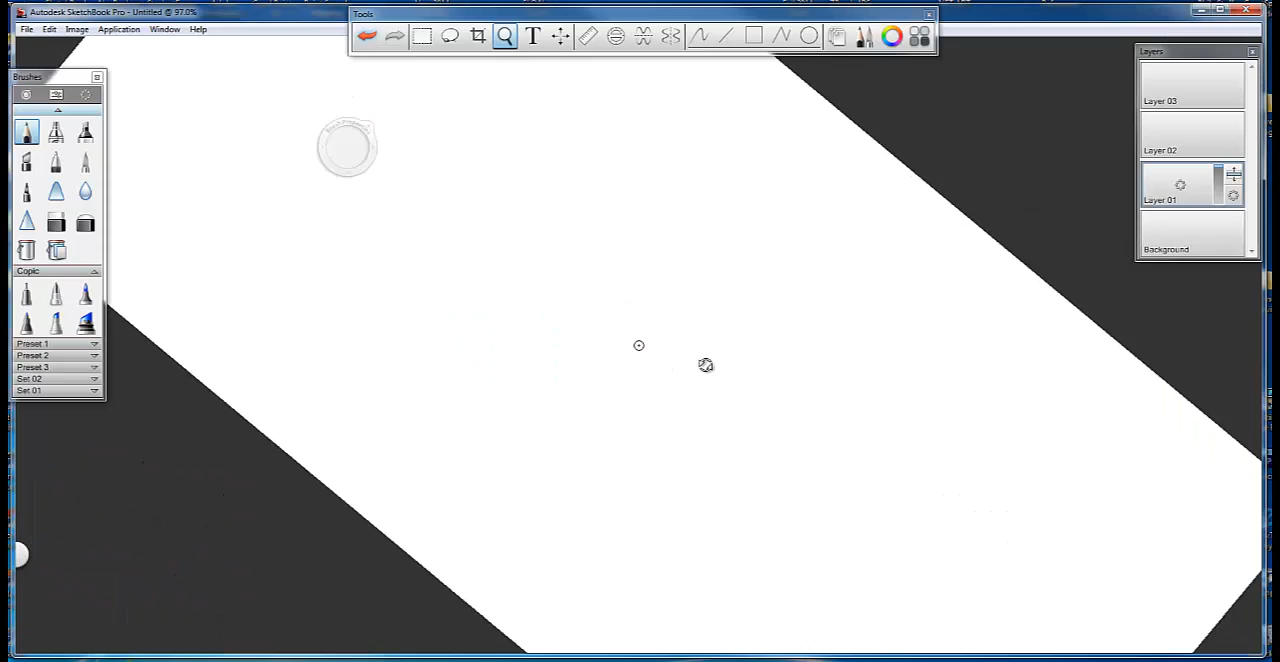 Autodesk SketchBook Pro - Untitled @ 97.0%
File Edit Image Application Window Help
Tools
T
Brushes
Copic
Preset 1
Preset 2
Preset 3
Set 02
Set 01
Layers
Layer 03
Layer 02
Layer 01
Background